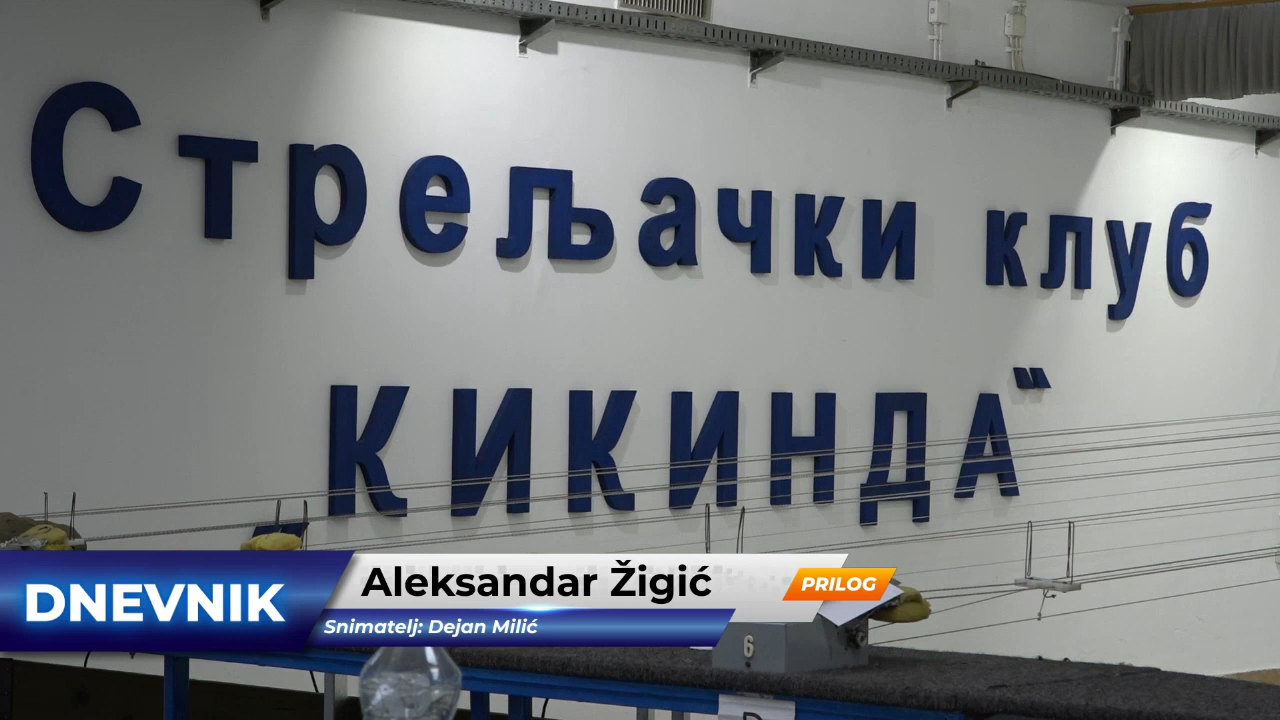 Стрељачки клуб
„КИКИНДА“
DNEVNIK
Aleksandar Žigić
PRILOG
Snimatelj: Dejan Milić
6